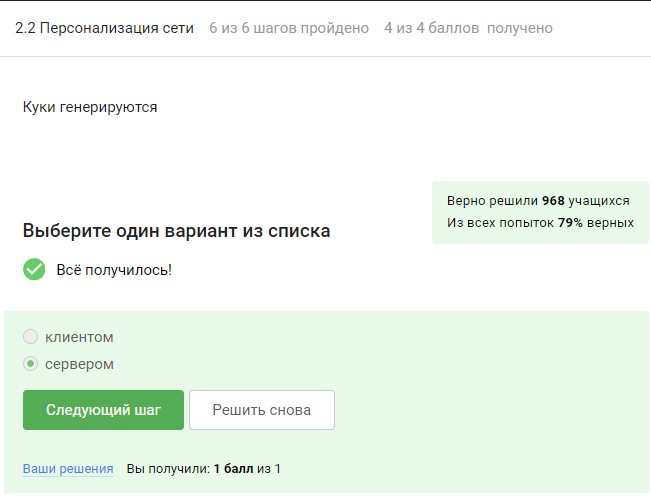 2.2 Персонализация сети 6 из 6 шагов пройдено 4 из 4 баллов получено
Куки генерируются
Верно решили 968 учащихся
Из всех попыток 79% верных
Выберите один вариант из списка
Всё получилось!
клиентом
сервером
Следующий шаг Решить снова
Ваши решения Вы получили: 1 балл из 1